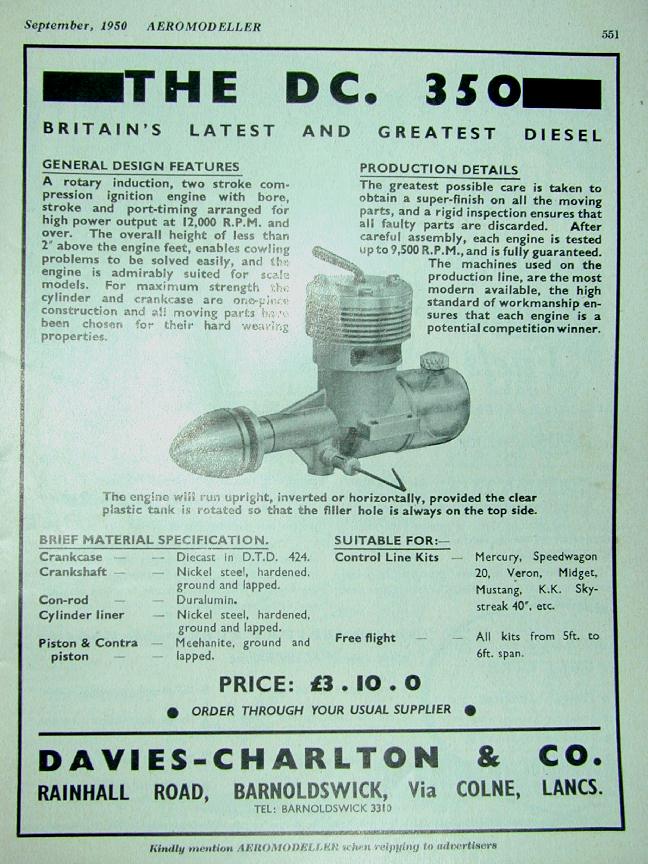 September, 1950 AEROMODELLER
551
THE DC. 350
BRITAIN'S LATEST AND GREATEST DIESEL
GENERAL DESIGN FEATURES
A rotary induction, two stroke com-
pression ignition engine with bore,
stroke and port-timing arranged for
high power output at 12,000 R.P.M. and
over. The overall height of less than
2" above the engine feet, enables cowling
problems to be solved easily, and the
engine is admirably suited for scale
models. For maximum strength the
cylinder and crankcase are one-piece
construction and all moving parts have
been chosen for their hard wearing
properties.
PRODUCTION DETAILS
The greatest possible care is taken to
obtain a super-finish on all the moving
parts, and a rigid inspection ensures that
all faulty parts are discarded. After
careful assembly, each engine is tested
up to 9,500 R.P.M., and is fully guaranteed.
The machines used on the
production line, are the most
modern available, the high
standard of workmanship en-
sures that each engine is a
potential competition winner.
The engine will run upright, inverted or horizontally, provided the clear
plastic tank is rotated so that the filler hole is always on the top side.
BRIEF MATERIAL SPECIFICATION.
Crankcase — — Diecast in D.T.D. 424.
Crankshaft — — Nickel steel, hardened,
ground and lapped.
Con-rod — — Duralumin.
Cylinder liner — Nickel steel, hardened,
ground and lapped.
Piston & Contra — Meehanite, ground and
piston — — lapped.
SUITABLE FOR:—
Control Line Kits — Mercury, Speedwagon
20, Veron, Midget,
Mustang, K.K. Sky-
streak 40", etc.
Free flight — — All kits from 5ft. to
6ft. span.
PRICE: £3.10.0
● ORDER THROUGH YOUR USUAL SUPPLIER ●
DAVIES-CHARLTON & CO.
RAINHALL ROAD, BARNOLDSWICK, Via COLNE, LANCS.
TEL: BARNOLDSWICK 3310
Kindly mention AEROMODELLER when relpying to advertisers